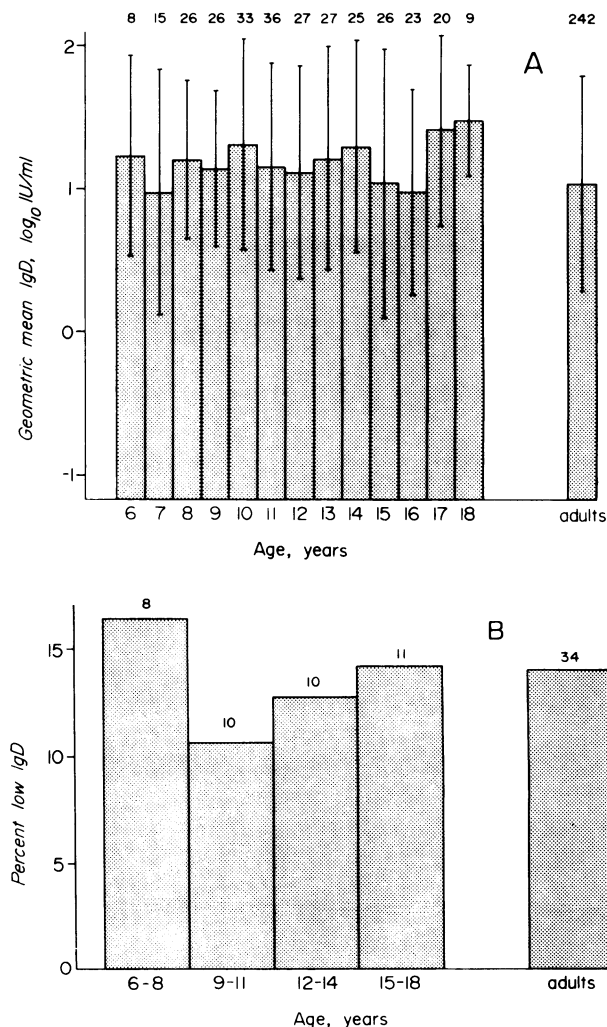 8 15 26 26 33 36 27 27 25 26 23 20 9 242
A
2
1
0
-1
Geometric mean IgD, log10 IU/ml
6 7 8 9 10 11 12 13 14 15 16 17 18 adults
Age, years
B
8 10 10 11 34
15
10
5
0
Percent low IgD
6-8 9-11 12-14 15-18 adults
Age, years